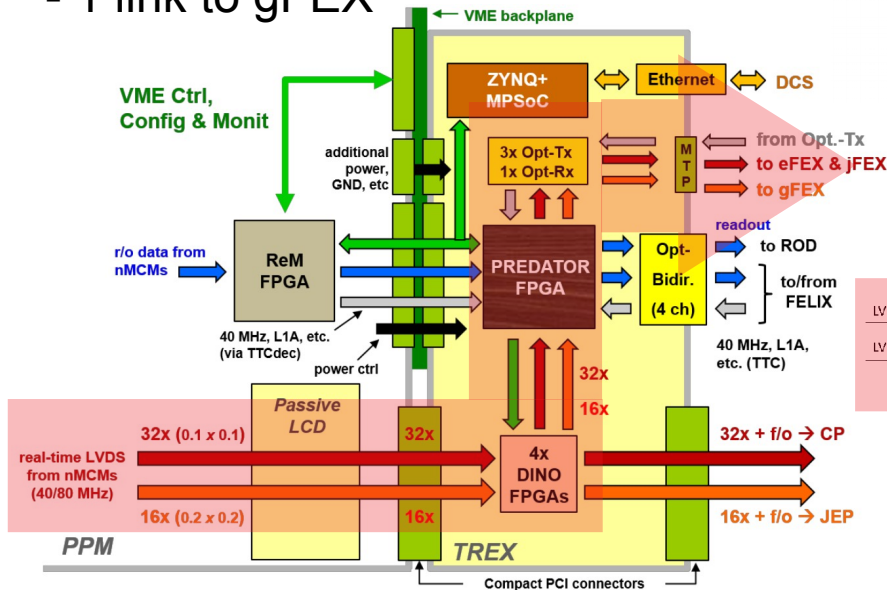 - 1 link to gFEX
VME backplane
VME Ctrl,
Config & Monit
ZYNQ+
MPSoC
Ethernet
DCS
additional
power,
GND, etc
3x Opt-Tx
1x Opt-Rx
M
T
P
from Opt.-Tx
to eFEX & jFEX
to gFEX
r/o data from
nMCMs
ReM
FPGA
PREDATOR
FPGA
Opt-
Bidir.
(4 ch)
readout
to ROD
to/from
FELIX
40 MHz, L1A, etc.
(via TTCdec)
power ctrl
40 MHz, L1A,
etc. (TTC)
LV
LV
32x
16x
Passive
LCD
real-time LVDS
from nMCMs
(40/80 MHz)
32x (0.1 x 0.1)
32x
4x
DINO
FPGAs
32x + f/o → CP
16x (0.2 x 0.2)
16x
16x + f/o → JEP
PPM
TREX
Compact PCI connectors